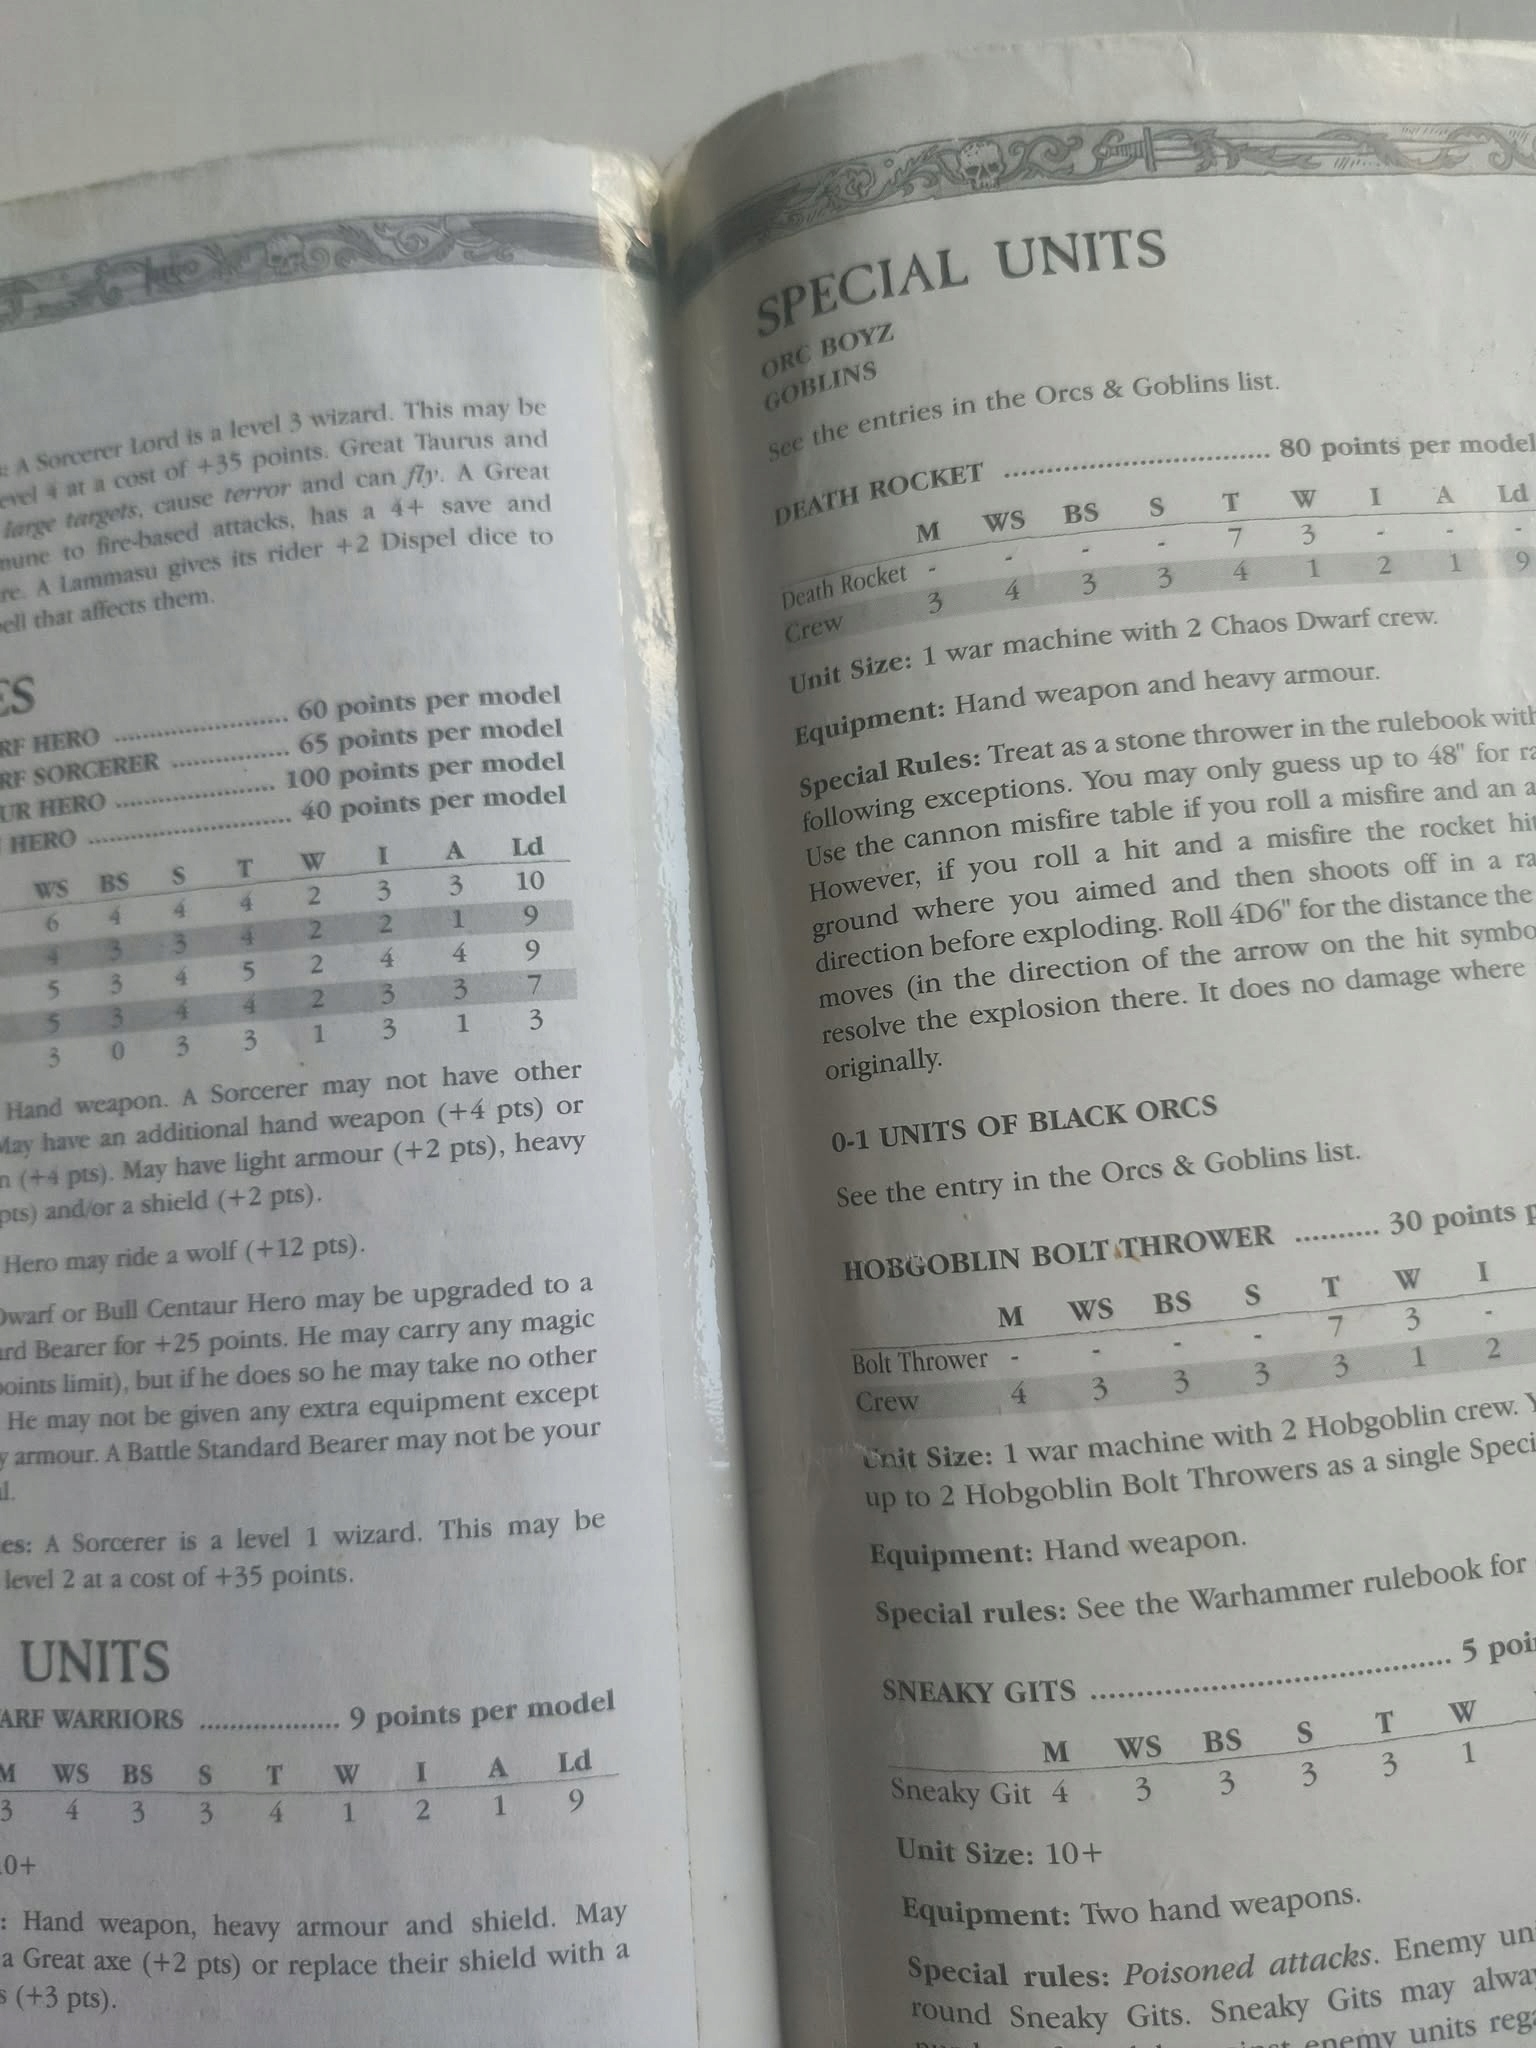 : A Sorcerer Lord is a level 3 wizard. This may be
level 4 at a cost of +35 points. Great Taurus and
large targets, cause terror and can fly. A Great
to fire-based attacks, has a 4+ save and
A Lammasu gives its rider +2 Dispel dice to
that affects them.
HERO .......... 60 points per model
SORCERER .......... 65 points per model
HERO .......... 100 points per model
HERO .......... 40 points per model
WS BS S T W I A Ld
6 4 4 4 2 3 3 10
4 3 3 4 2 2 1 9
5 3 4 5 2 4 4 9
5 3 4 4 2 3 3 7
3 0 3 3 1 3 1 3
Hand weapon. A Sorcerer may not have other
May have an additional hand weapon (+4 pts) or
(+4 pts). May have light armour (+2 pts), heavy
pts) and/or a shield (+2 pts).
Hero may ride a wolf (+12 pts).
Dwarf or Bull Centaur Hero may be upgraded to a
Bearer for +25 points. He may carry any magic
points limit), but if he does so he may take no other
He may not be given any extra equipment except
armour. A Battle Standard Bearer may not be your
: A Sorcerer is a level 1 wizard. This may be
level 2 at a cost of +35 points.
UNITS
WARRIORS .......... 9 points per model
M WS BS S T W I A Ld
3 4 3 3 4 1 2 1 9
0+
: Hand weapon, heavy armour and shield. May
a Great axe (+2 pts) or replace their shield with a
(+3 pts).
SPECIAL UNITS
ORC BOYZ
GOBLINS
See the entries in the Orcs & Goblins list.
DEATH ROCKET .......... 80 points per model
M WS BS S T W I A Ld
Death Rocket - - - - 7 3 - - -
Crew 3 4 3 3 4 1 2 1 9
Unit Size: 1 war machine with 2 Chaos Dwarf crew.
Equipment: Hand weapon and heavy armour.
Special Rules: Treat as a stone thrower in the rulebook with
following exceptions. You may only guess up to 48" for
Use the cannon misfire table if you roll a misfire and an
However, if you roll a hit and a misfire the rocket
ground where you aimed and then shoots off in a
direction before exploding. Roll 4D6" for the distance the
moves (in the direction of the arrow on the hit
resolve the explosion there. It does no damage where
originally.
0-1 UNITS OF BLACK ORCS
See the entry in the Orcs & Goblins list.
HOBGOBLIN BOLT THROWER .......... 30 points
M WS BS S T W I
Bolt Thrower - - - - 7 3 -
Crew 4 3 3 3 3 1 2
Unit Size: 1 war machine with 2 Hobgoblin crew.
up to 2 Hobgoblin Bolt Throwers as a single
Equipment: Hand weapon.
Special rules: See the Warhammer rulebook for
SNEAKY GITS .......... 5
M WS BS S T W
Sneaky Git 4 3 3 3 3 1
Unit Size: 10+
Equipment: Two hand weapons.
Special rules: Poisoned attacks. Enemy
round Sneaky Gits. Sneaky Gits may
enemy units